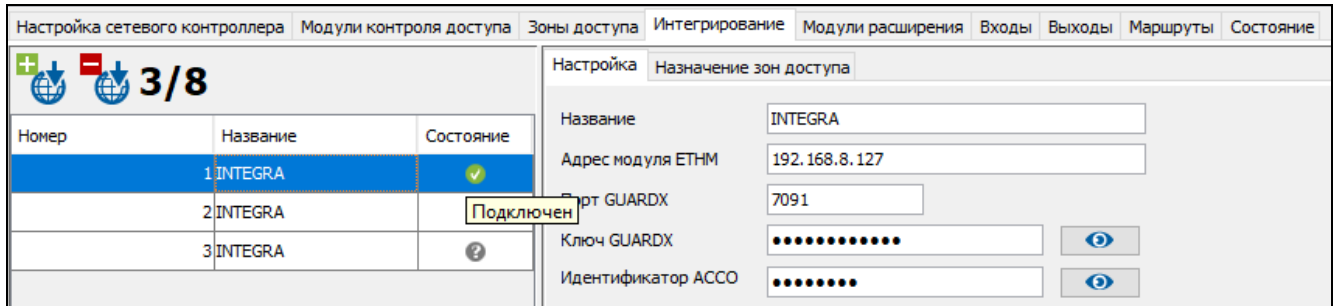 Настройка сетевого контроллера Модули контроля доступа Зоны доступа Интегрирование Модули расширения Входы Выходы Маршруты Состояние
3/8
Номер Название Состояние
1 INTEGRA
2 INTEGRA
3 INTEGRA
Подключен
Настройка Назначение зон доступа
Название INTEGRA
Адрес модуля ETHM 192.168.8.127
Порт GUARDX 7091
Ключ GUARDX ••••••••••••
Идентификатор ACCO ••••••••